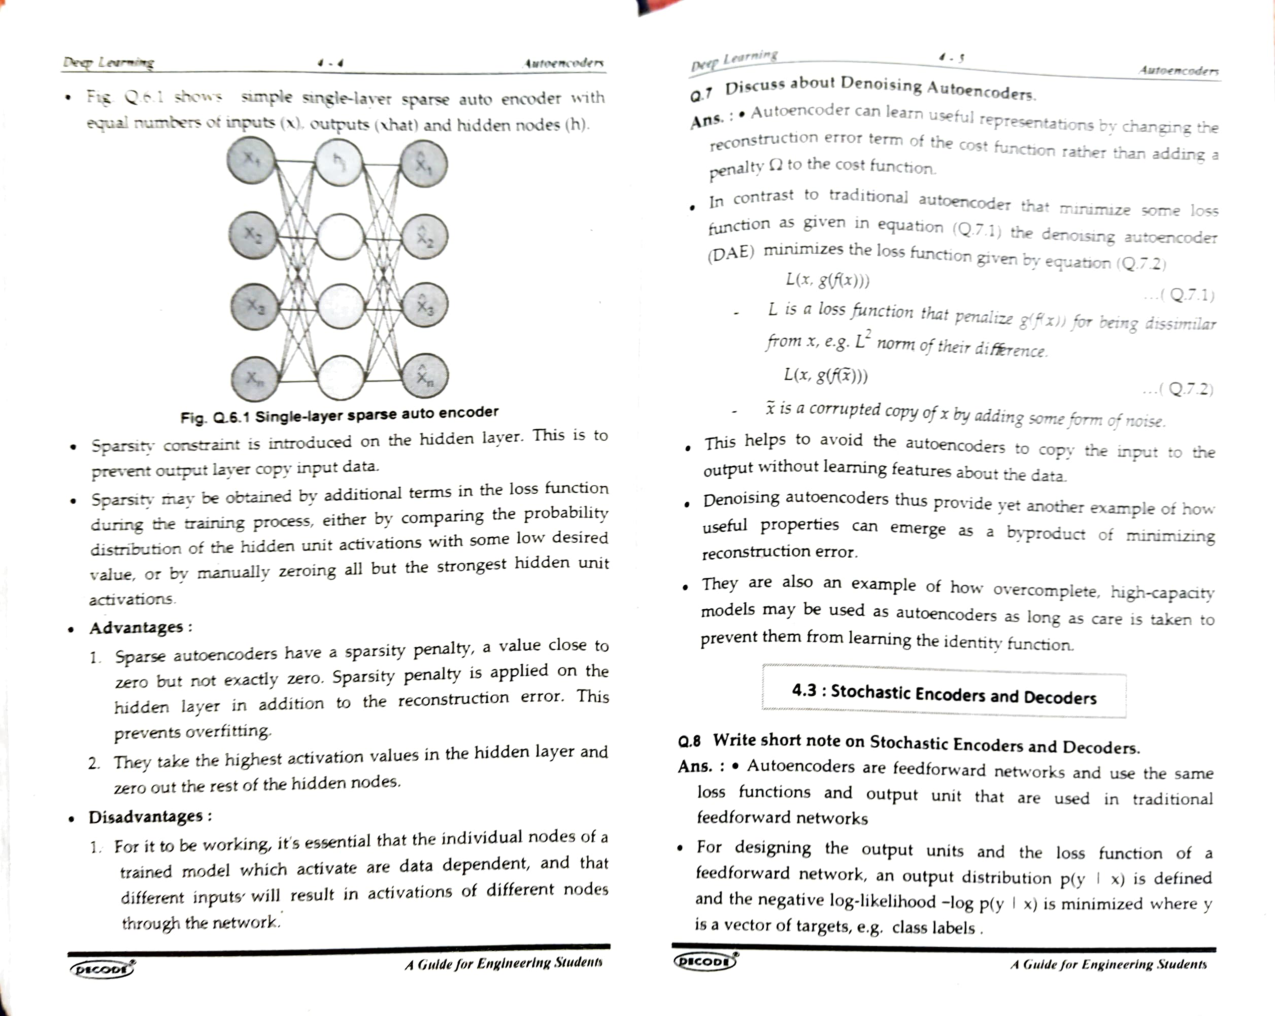 Deep Learning 4 - 4 Autoencoders
• Fig. Q.6.1 shows simple single-layer sparse auto encoder with
equal numbers of inputs (x), outputs (xhat) and hidden nodes (h).
x₁ h x̂₁
x₂ x̂₂
x₃ x̂₃
xₙ x̂ₙ
Fig. Q.6.1 Single-layer sparse auto encoder
• Sparsity constraint is introduced on the hidden layer. This is to
prevent output layer copy input data.
• Sparsity may be obtained by additional terms in the loss function
during the training process, either by comparing the probability
distribution of the hidden unit activations with some low desired
value, or by manually zeroing all but the strongest hidden unit
activations.
• Advantages :
1. Sparse autoencoders have a sparsity penalty, a value close to
zero but not exactly zero. Sparsity penalty is applied on the
hidden layer in addition to the reconstruction error. This
prevents overfitting.
2. They take the highest activation values in the hidden layer and
zero out the rest of the hidden nodes.
• Disadvantages :
1. For it to be working, it's essential that the individual nodes of a
trained model which activate are data dependent, and that
different inputs will result in activations of different nodes
through the network.
DECODE® A Guide for Engineering Students
Deep Learning 4 - 5 Autoencoders
Q.7 Discuss about Denoising Autoencoders.
Ans. : • Autoencoder can learn useful representations by changing the
reconstruction error term of the cost function rather than adding a
penalty Ω to the cost function.
• In contrast to traditional autoencoder that minimize some loss
function as given in equation (Q.7.1) the denoising autoencoder
(DAE) minimizes the loss function given by equation (Q.7.2)
L(x, g(f(x))) ...( Q.7.1)
- L is a loss function that penalize g(f(x)) for being dissimilar
from x, e.g. L² norm of their difference.
L(x, g(f(x̃))) ...( Q.7.2)
- x̃ is a corrupted copy of x by adding some form of noise.
• This helps to avoid the autoencoders to copy the input to the
output without learning features about the data.
• Denoising autoencoders thus provide yet another example of how
useful properties can emerge as a byproduct of minimizing
reconstruction error.
• They are also an example of how overcomplete, high-capacity
models may be used as autoencoders as long as care is taken to
prevent them from learning the identity function.
4.3 : Stochastic Encoders and Decoders
Q.8 Write short note on Stochastic Encoders and Decoders.
Ans. : • Autoencoders are feedforward networks and use the same
loss functions and output unit that are used in traditional
feedforward networks
• For designing the output units and the loss function of a
feedforward network, an output distribution p(y | x) is defined
and the negative log-likelihood –log p(y | x) is minimized where y
is a vector of targets, e.g. class labels .
DECODE® A Guide for Engineering Students